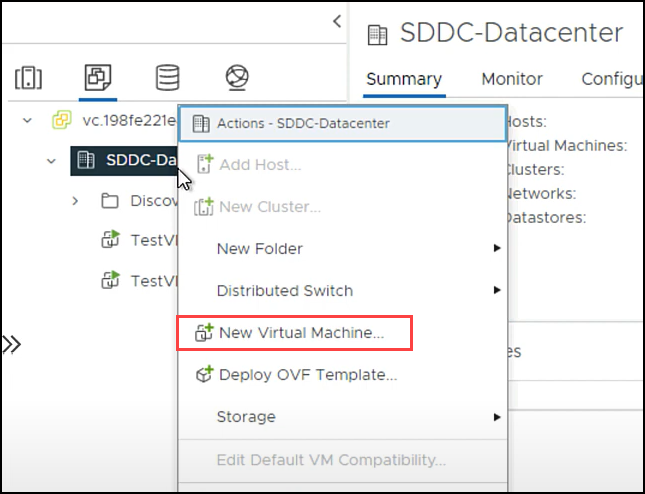 SDDC-Datacenter
Summary Monitor Configu
vc.198fe221e
SDDC-Da
Discov
TestVI
TestVI
Actions - SDDC-Datacenter
Add Host...
New Cluster...
New Folder
Distributed Switch
New Virtual Machine...
Deploy OVF Template...
Storage
Edit Default VM Compatibility...
Hosts:
Virtual Machines:
Clusters:
Networks:
Datastores:
es